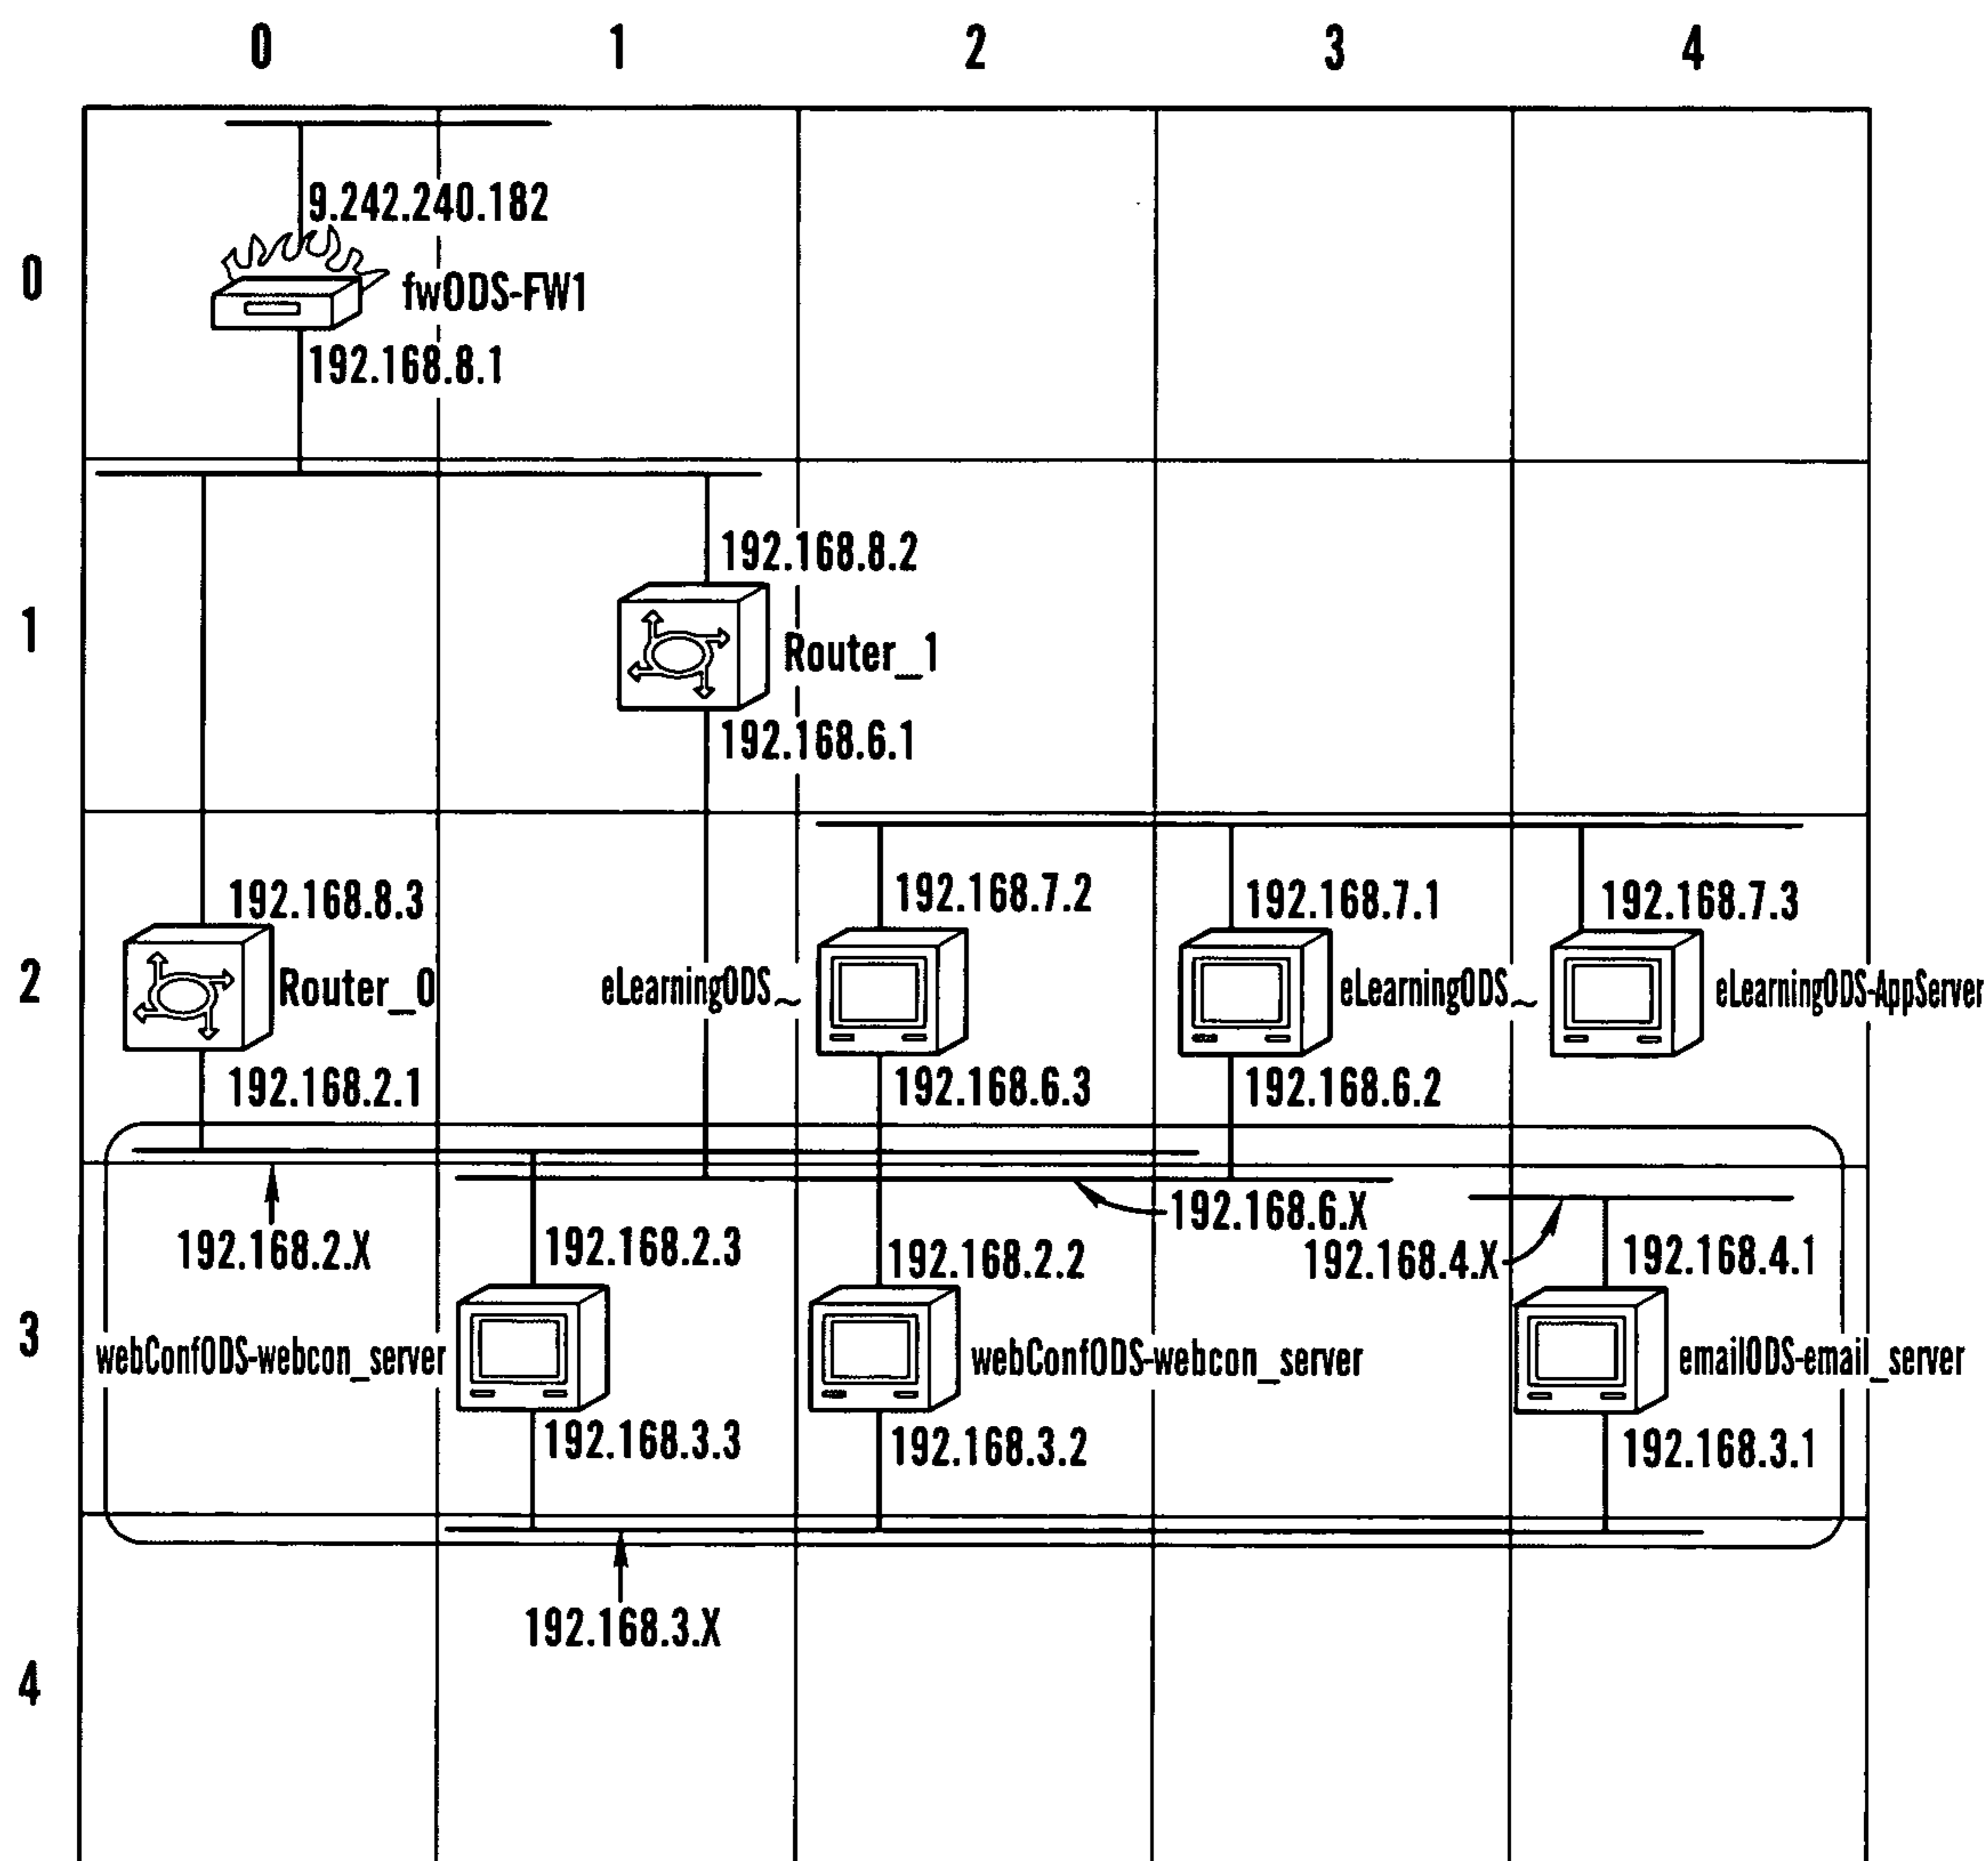 0 1 2 3 4
9.242.240.182
0
fwODS-FW1
192.168.8.1
192.168.8.2
1
Router_1
192.168.6.1
192.168.8.3
192.168.7.2
192.168.7.1
192.168.7.3
2
Router_0
eLearningODS~
eLearningODS~
eLearningODS-AppServer
192.168.2.1
192.168.6.3
192.168.6.2
192.168.6.X
192.168.2.X
192.168.2.3
192.168.2.2
192.168.4.X
192.168.4.1
3
webConfODS-webcon_server
webConfODS-webcon_server
emailODS-email_server
192.168.3.3
192.168.3.2
192.168.3.1
192.168.3.X
4